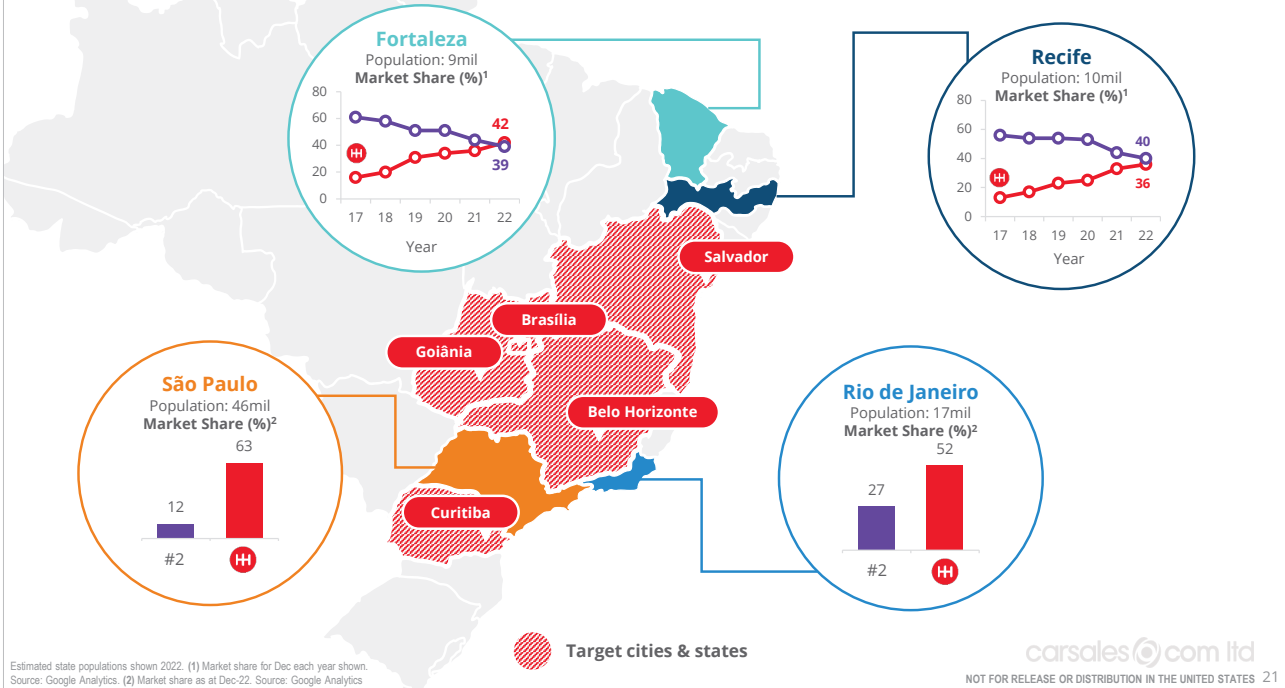 Fortaleza
Population: 9mil
Market Share (%)1
80
60
40
20
0
42
39
17 18 19 20 21 22
Year
Recife
Population: 10mil
Market Share (%)1
80
60
40
20
0
40
36
17 18 19 20 21 22
Year
Salvador
Brasília
Goiânia
Belo Horizonte
Curitiba
São Paulo
Population: 46mil
Market Share (%)2
63
12
#2
Rio de Janeiro
Population: 17mil
Market Share (%)2
52
27
#2
Target cities & states
Estimated state populations shown 2022. (1) Market share for Dec each year shown.
Source: Google Analytics. (2) Market share as at Dec-22. Source: Google Analytics
carsales com ltd
NOT FOR RELEASE OR DISTRIBUTION IN THE UNITED STATES 21